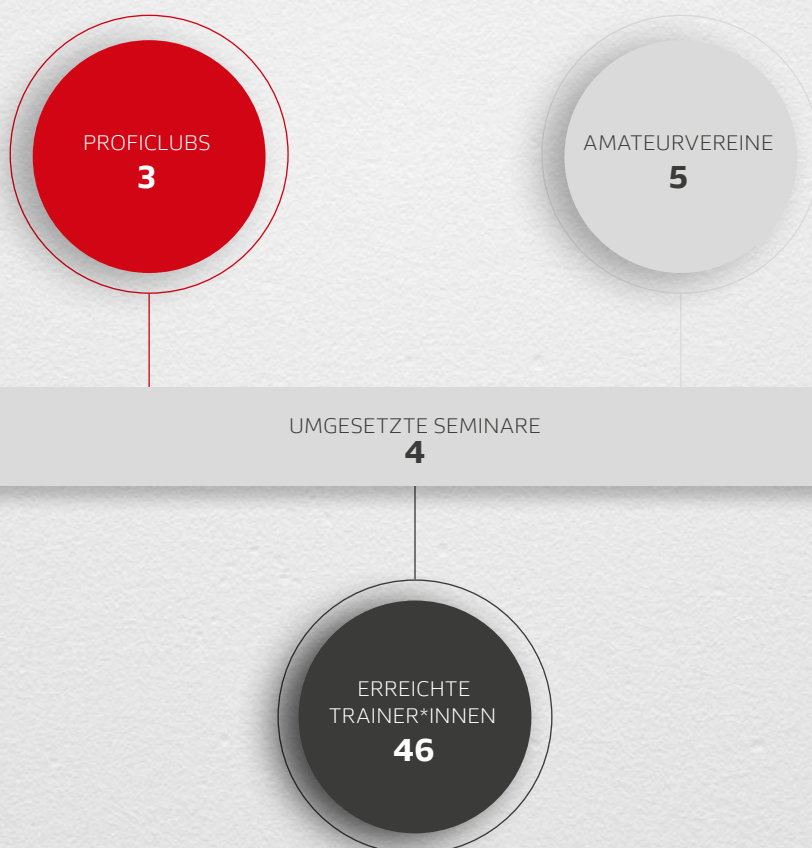 PROFICLUBS
3
AMATEURVEREINE
5
UMGESETZTE SEMINARE
4
ERREICHTE
TRAINER*INNEN
46